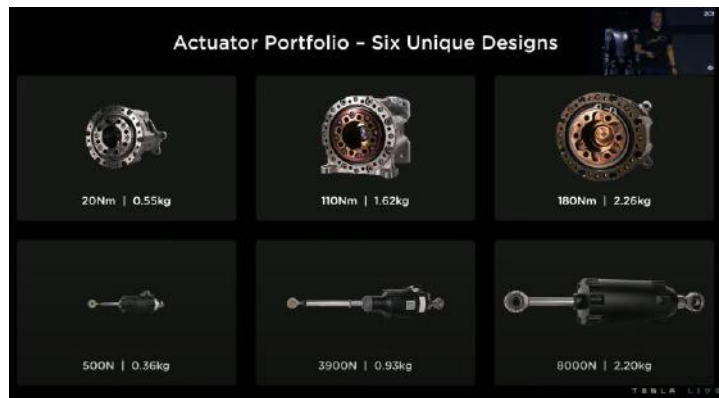 Actuator Portfolio – Six Unique Designs
20Nm | 0.55kg
110Nm | 1.62kg
180Nm | 2.26kg
500N | 0.36kg
3900N | 0.93kg
8000N | 2.20kg
TESLA LIVE